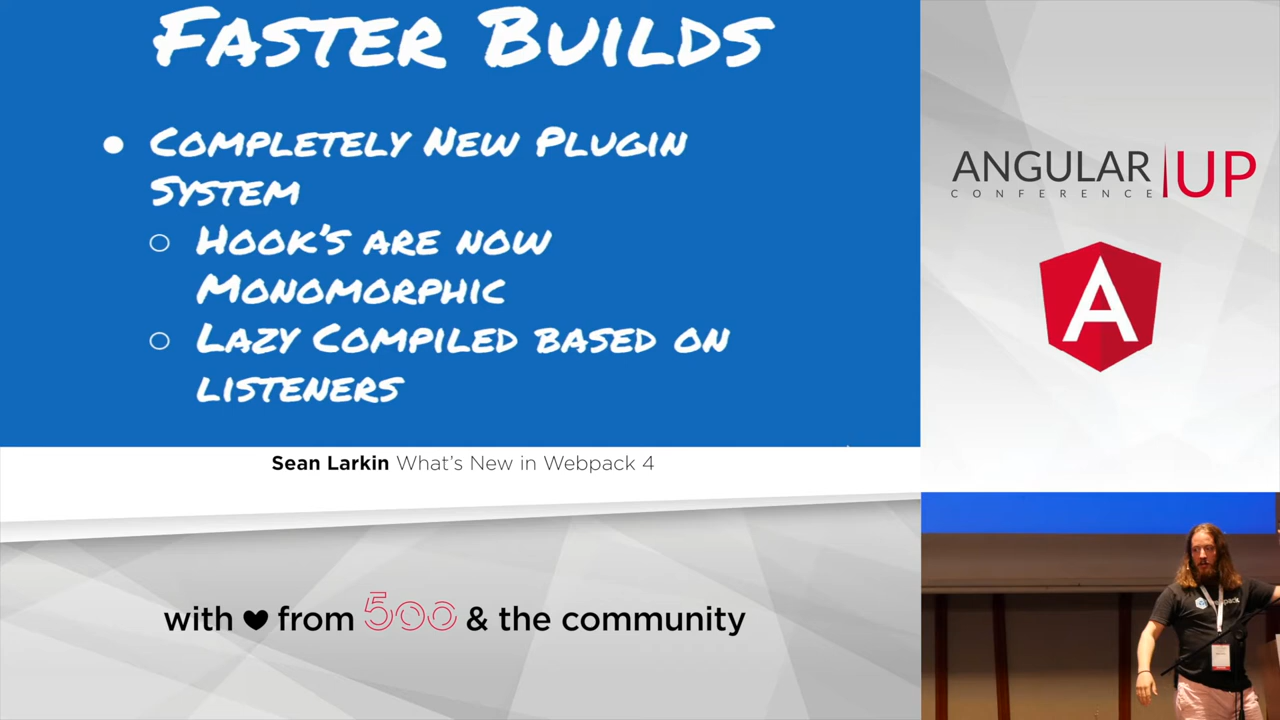 FASTER BUILDS
● COMPLETELY NEW PLUGIN
SYSTEM
○ HOOK'S ARE NOW
MONOMORPHIC
○ LAZY COMPILED BASED ON
LISTENERS
Sean Larkin What's New in Webpack 4
with ♥ from 500 & the community
ANGULAR UP
CONFERENCE
A